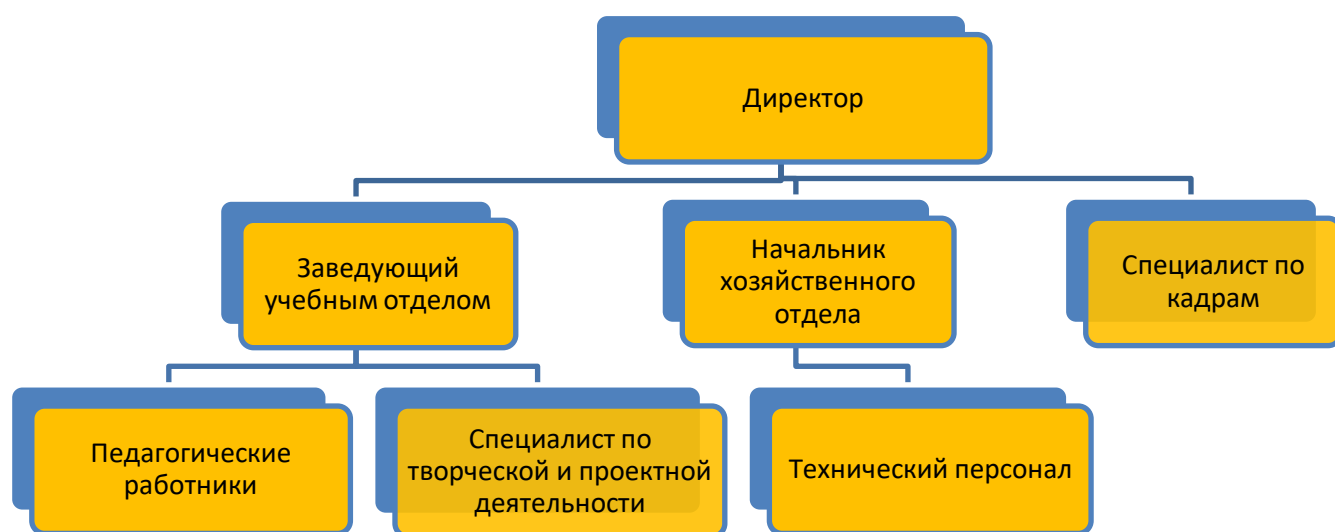 Директор
Заведующий
учебным отделом
Начальник
хозяйственного
отдела
Специалист по
кадрам
Педагогические
работники
Специалист по
творческой и проектной
деятельности
Технический персонал